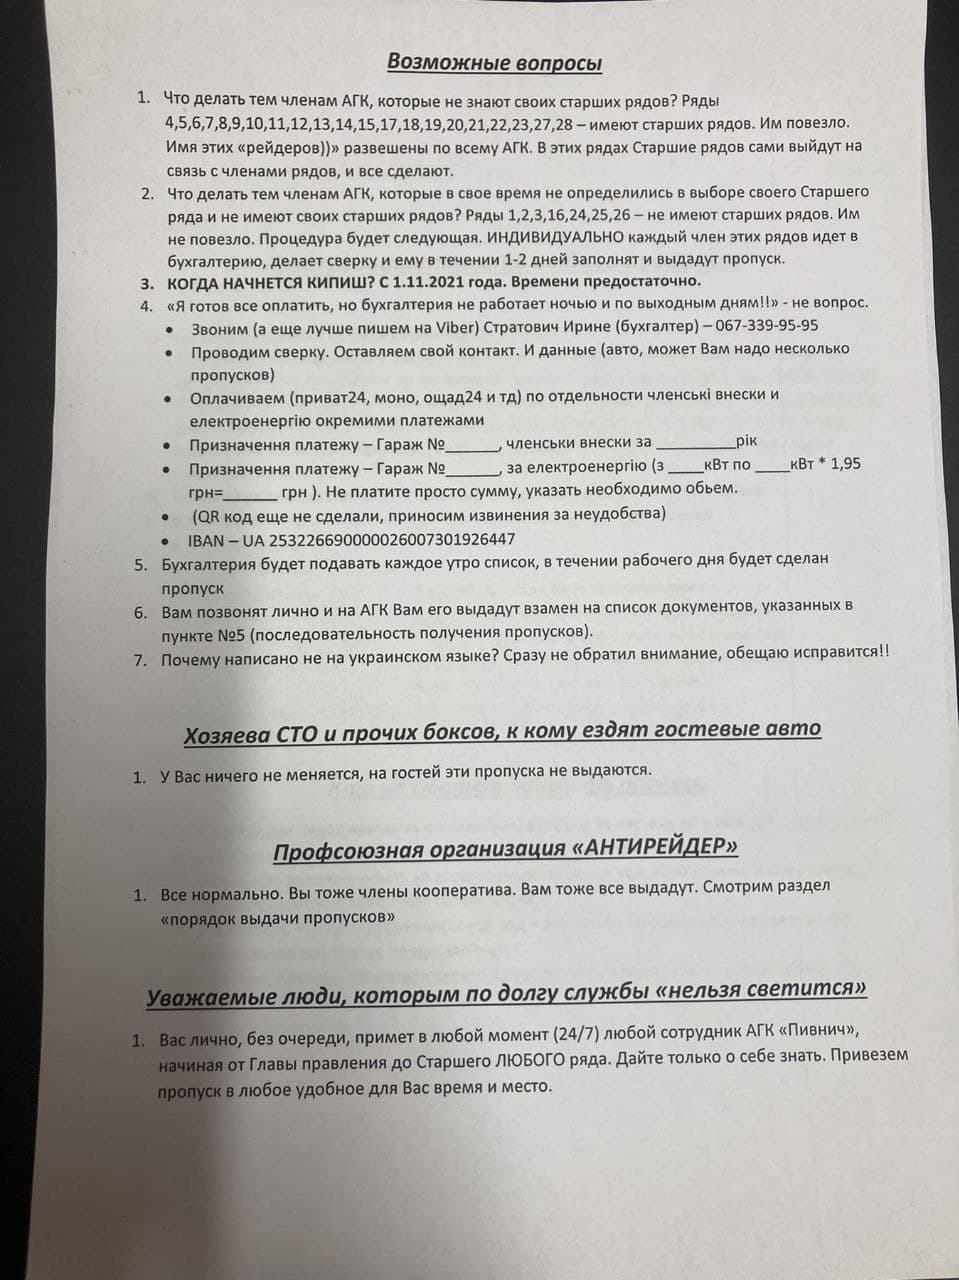 Возможные вопросы
1. Что делать тем членам АГК, которые не знают своих старших рядов? Ряды
4,5,6,7,8,9,10,11,12,13,14,15,17,18,19,20,21,22,23,27,28 – имеют старших рядов. Им повезло.
Имя этих «рейдеров))» развешены по всему АГК. В этих рядах Старшие рядов сами выйдут на
связь с членами рядов, и все сделают.
2. Что делать тем членам АГК, которые в свое время не определились в выборе своего Старшего
ряда и не имеют своих старших рядов? Ряды 1,2,3,16,24,25,26 – не имеют старших рядов. Им
не повезло. Процедура будет следующая. ИНДИВИДУАЛЬНО каждый член этих рядов идет в
бухгалтерию, делает сверку и ему в течении 1-2 дней заполнят и выдадут пропуск.
3. КОГДА НАЧНЕТСЯ КИПИШ? С 1.11.2021 года. Времени предостаточно.
4. «Я готов все оплатить, но бухгалтерия не работает ночью и по выходным дням!!» - не вопрос.
• Звоним (а еще лучше пишем на Viber) Стратович Ирине (бухгалтер) – 067-339-95-95
• Проводим сверку. Оставляем свой контакт. И данные (авто, может Вам надо несколько
пропусков)
• Оплачиваем (приват24, моно, ощад24 и тд) по отдельности членські внески и
електроенергію окремими платежами
• Призначення платежу – Гараж №______, членськи внески за _________рік
• Призначення платежу – Гараж №______, за електроенергію (з ____кВт по ____кВт * 1,95
грн=______ грн ). Не платите просто сумму, указать необходимо обьем.
• (QR код еще не сделали, приносим извинения за неудобства)
• IBAN – UA 253226690000026007301926447
5. Бухгалтерия будет подавать каждое утро список, в течении рабочего дня будет сделан
пропуск
6. Вам позвонят лично и на АГК Вам его выдадут взамен на список документов, указанных в
пункте №5 (последовательность получения пропусков).
7. Почему написано не на украинском языке? Сразу не обратил внимание, обещаю исправится!!
Хозяева СТО и прочих боксов, к кому ездят гостевые авто
1. У Вас ничего не меняется, на гостей эти пропуска не выдаются.
Профсоюзная организация «АНТИРЕЙДЕР»
1. Все нормально. Вы тоже члены кооператива. Вам тоже все выдадут. Смотрим раздел
«порядок выдачи пропусков»
Уважаемые люди, которым по долгу службы «нельзя светится»
1. Вас лично, без очереди, примет в любой момент (24/7) любой сотрудник АГК «Пивнич»,
начиная от Главы правления до Старшего ЛЮБОГО ряда. Дайте только о себе знать. Привезем
пропуск в любое удобное для Вас время и место.